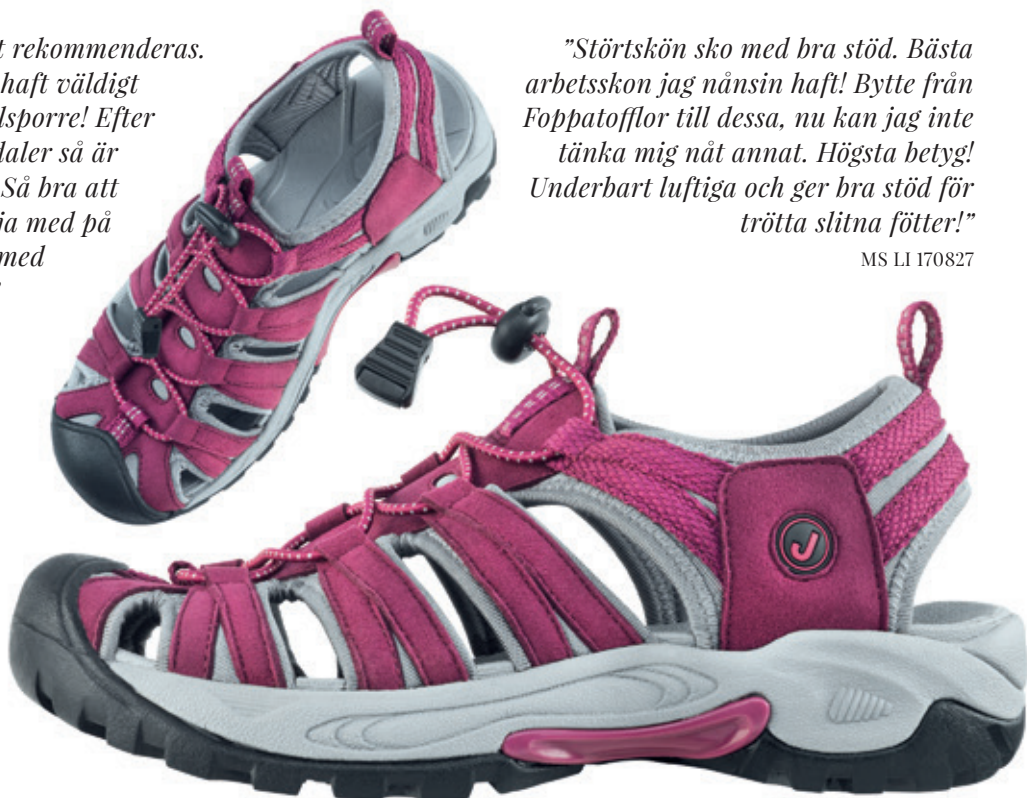 t rekommenderas.
haft väldigt
lsporre! Efter
daler så är
Så bra att
ja med på
med
”Störtskön sko med bra stöd. Bästa
arbetsskon jag nånsin haft! Bytte från
Foppatofflor till dessa, nu kan jag inte
tänka mig nåt annat. Högsta betyg!
Underbart luftiga och ger bra stöd för
trötta slitna fötter!”
MS LI 170827
J